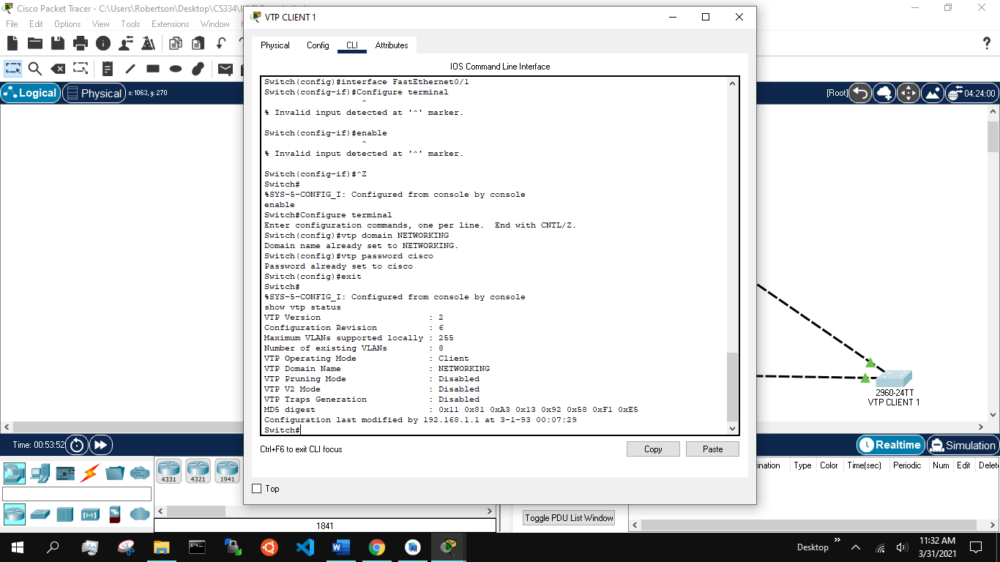 Cisco Packet Tracer - C:\Users\Robertson\Desktop\CS334\
VTP CLIENT 1
File Edit Options View Tools Extensions Window
Physical Config CLI Attributes
IOS Command Line Interface
Logical Physical x: 1063, y: 270
[Root] 04:24:00
Switch(config)#interface FastEthernet0/1
Switch(config-if)#Configure terminal
^
% Invalid input detected at '^' marker.
Switch(config-if)#enable
^
% Invalid input detected at '^' marker.
Switch(config-if)#^Z
Switch#
%SYS-5-CONFIG_I: Configured from console by console
enable
Switch#Configure terminal
Enter configuration commands, one per line. End with CNTL/Z.
Switch(config)#vtp domain NETWORKING
Domain name already set to NETWORKING.
Switch(config)#vtp password cisco
Password already set to cisco
Switch(config)#exit
Switch#
%SYS-5-CONFIG_I: Configured from console by console
show vtp status
VTP Version : 2
Configuration Revision : 6
Maximum VLANs supported locally : 255
Number of existing VLANs : 8
VTP Operating Mode : Client
VTP Domain Name : NETWORKING
VTP Pruning Mode : Disabled
VTP V2 Mode : Disabled
VTP Traps Generation : Disabled
MD5 digest : 0x11 0x81 0xA3 0x13 0x92 0x58 0xF1 0xE5
Configuration last modified by 192.168.1.1 at 3-1-93 00:07:29
Switch#
Ctrl+F6 to exit CLI focus
Copy Paste
Top
2960-24TT
VTP CLIENT 1
Time: 00:53:52
Realtime Simulation
4331 4321 1941
1841
Type Color Time(sec) Periodic Num Edit
Toggle PDU List Window
Desktop
11:32 AM
3/31/2021